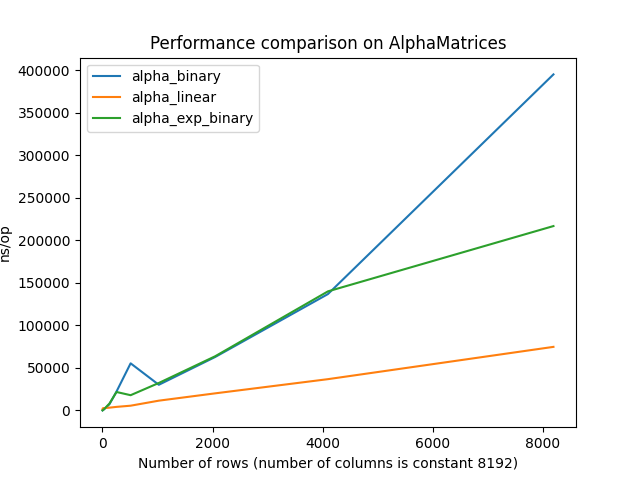 Performance comparison on AlphaMatrices
alpha_binary
alpha_linear
alpha_exp_binary
400000
350000
300000
250000
200000
150000
100000
50000
0
ns/op
0 2000 4000 6000 8000
Number of rows (number of columns is constant 8192)